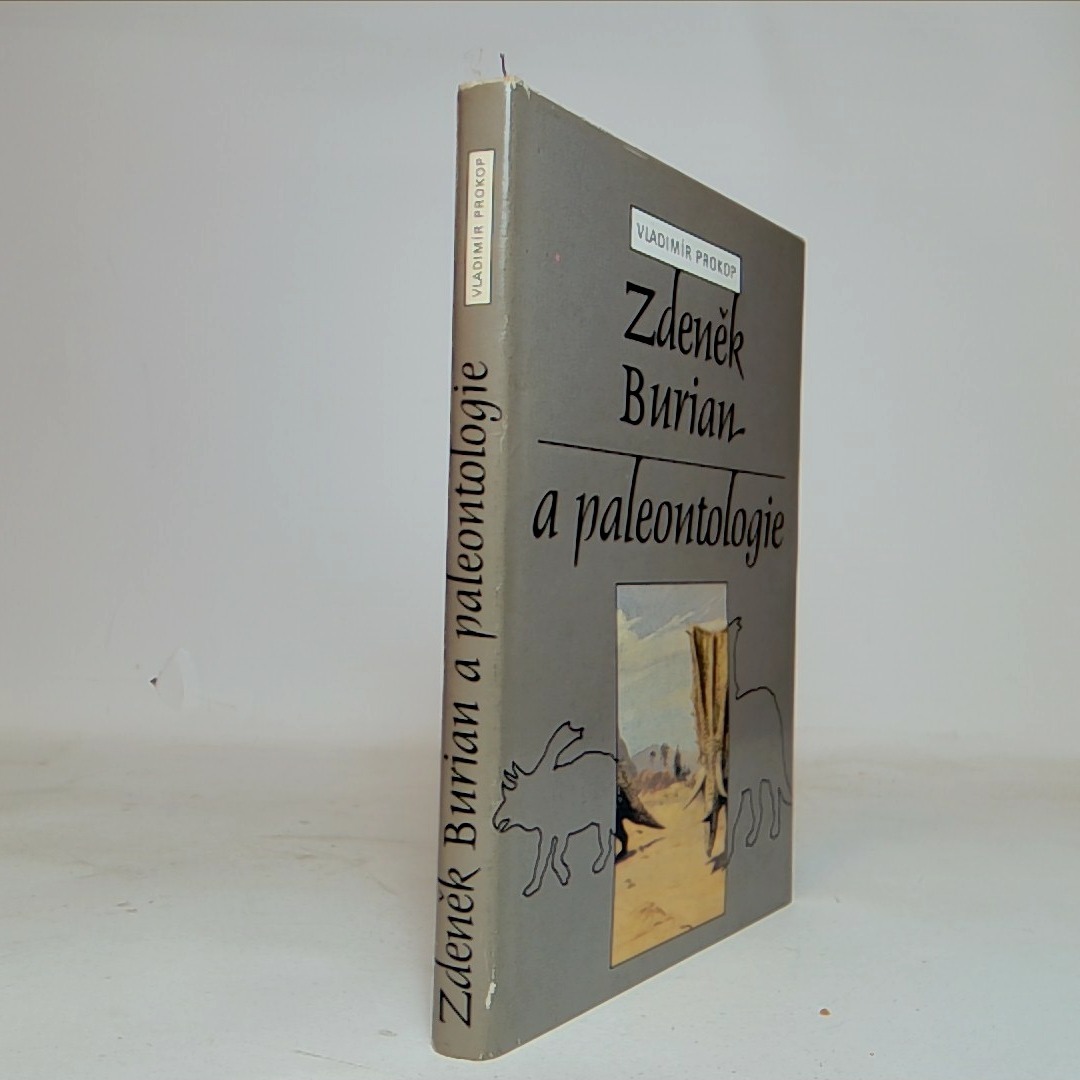 VLADIMÍR PROKOP
Zdeněk Burian a paleontologie
VLADIMÍR PROKOP
Zdeněk
Burian
a paleontologie